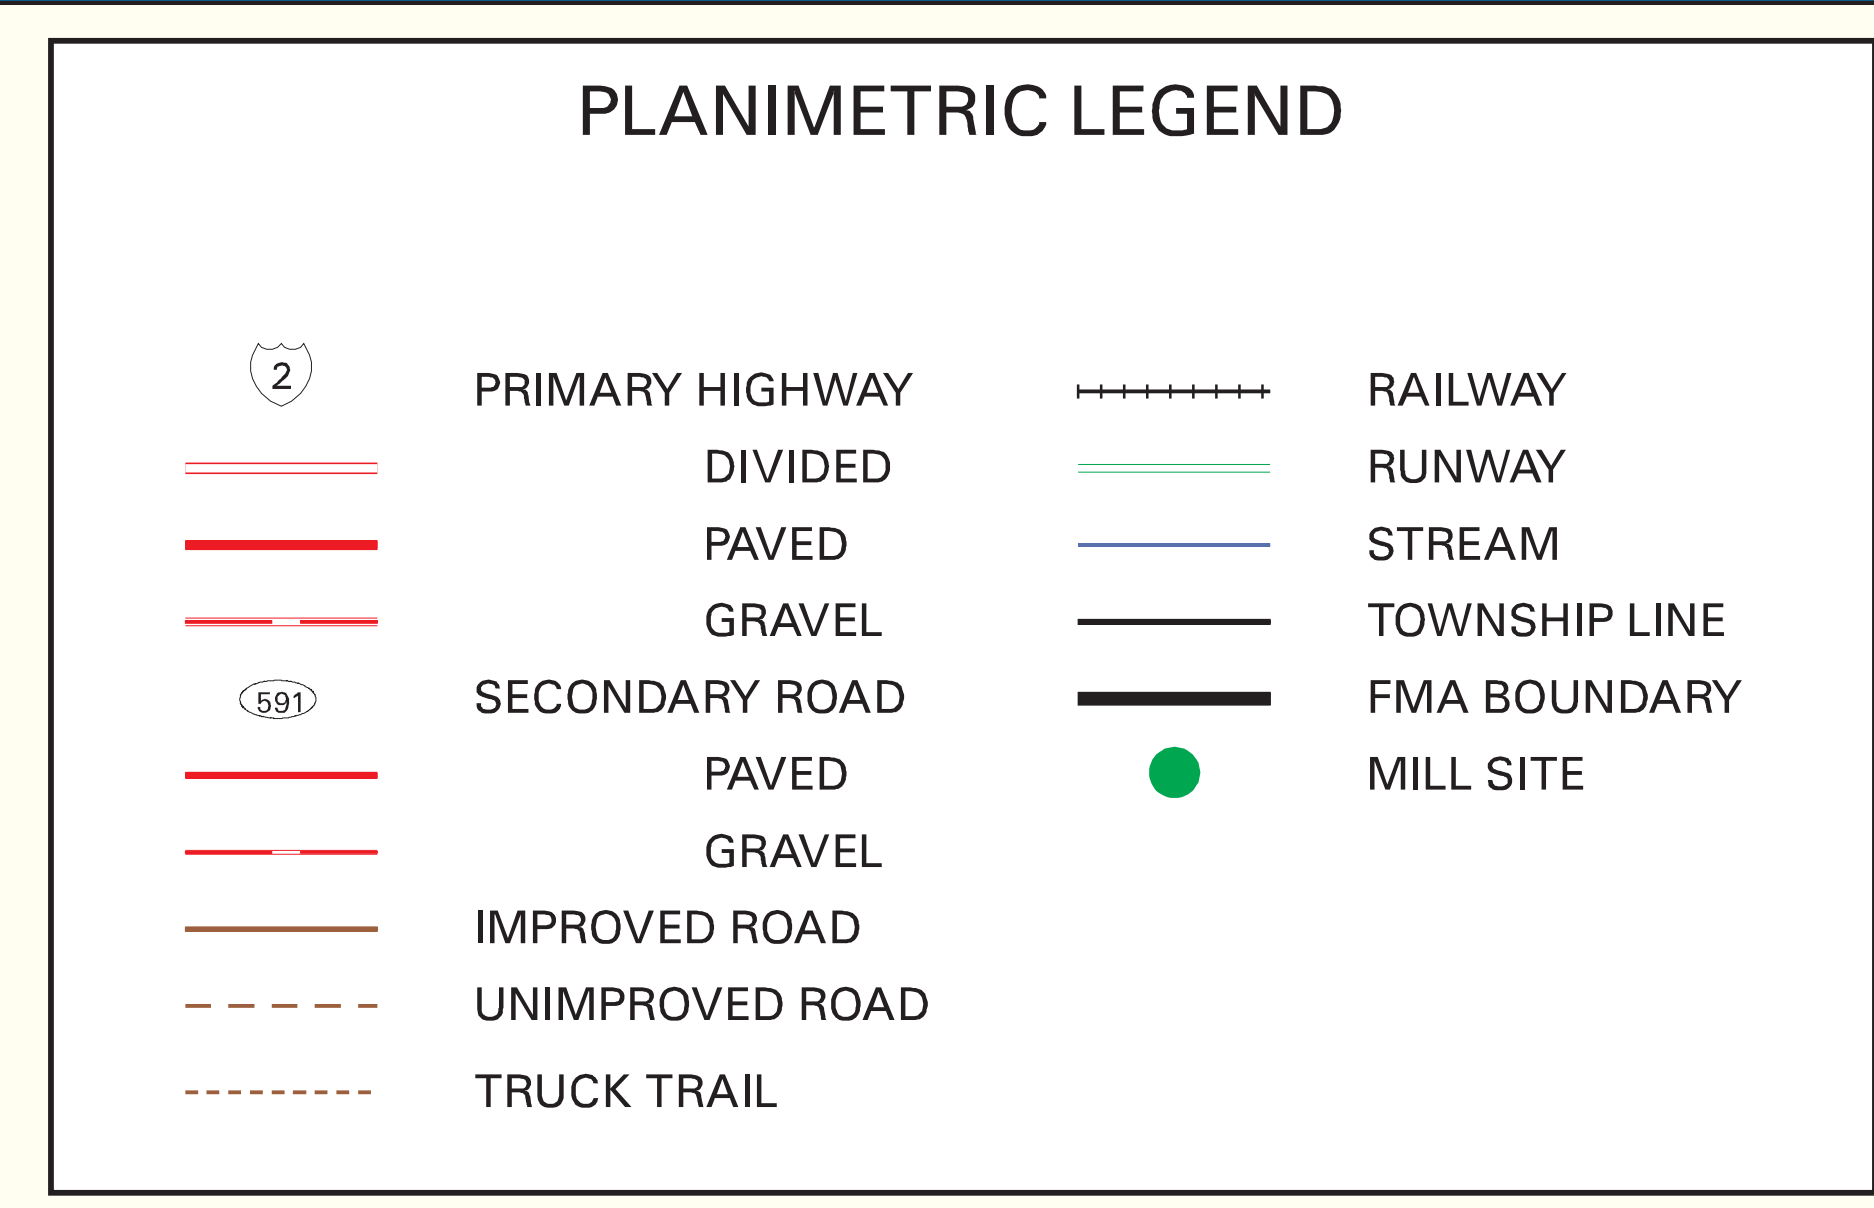 PLANIMETRIC LEGEND
2
PRIMARY HIGHWAY
DIVIDED
PAVED
GRAVEL
591
SECONDARY ROAD
PAVED
GRAVEL
IMPROVED ROAD
UNIMPROVED ROAD
TRUCK TRAIL
RAILWAY
RUNWAY
STREAM
TOWNSHIP LINE
FMA BOUNDARY
MILL SITE